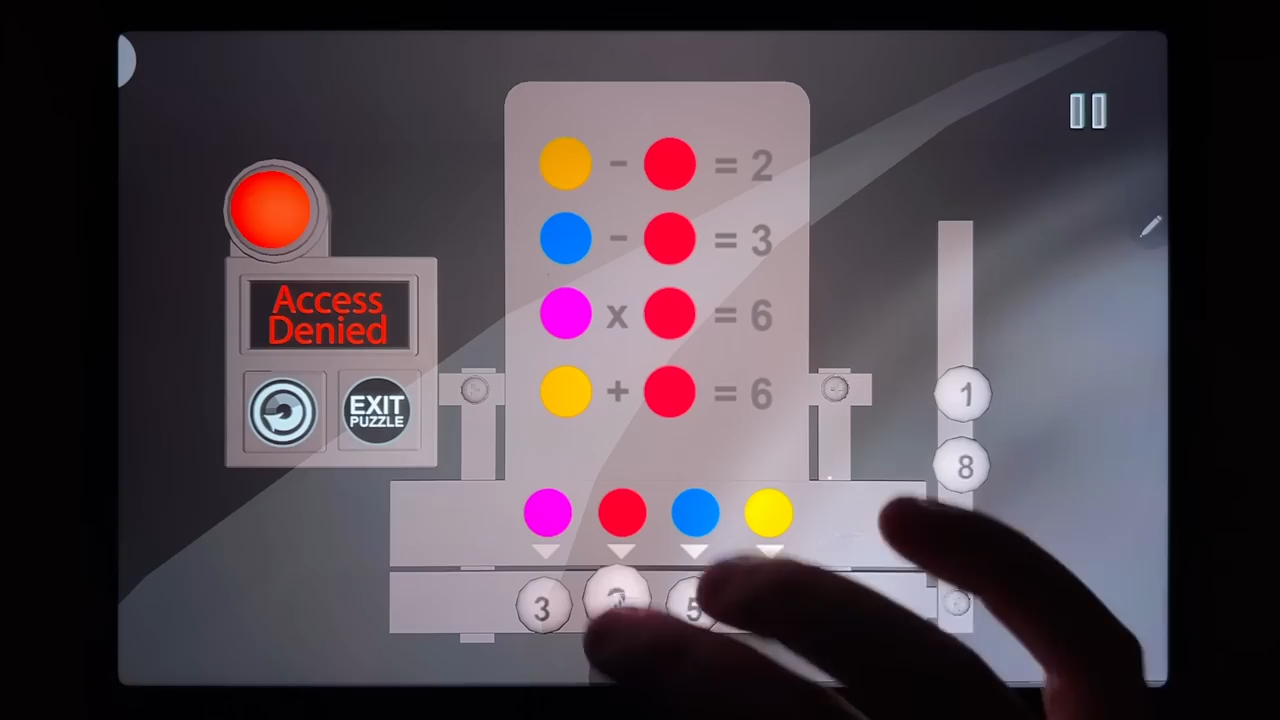 - = 2
- = 3
x = 6
+ = 6
Access
Denied
EXIT
PUZZLE
1
8
3
5